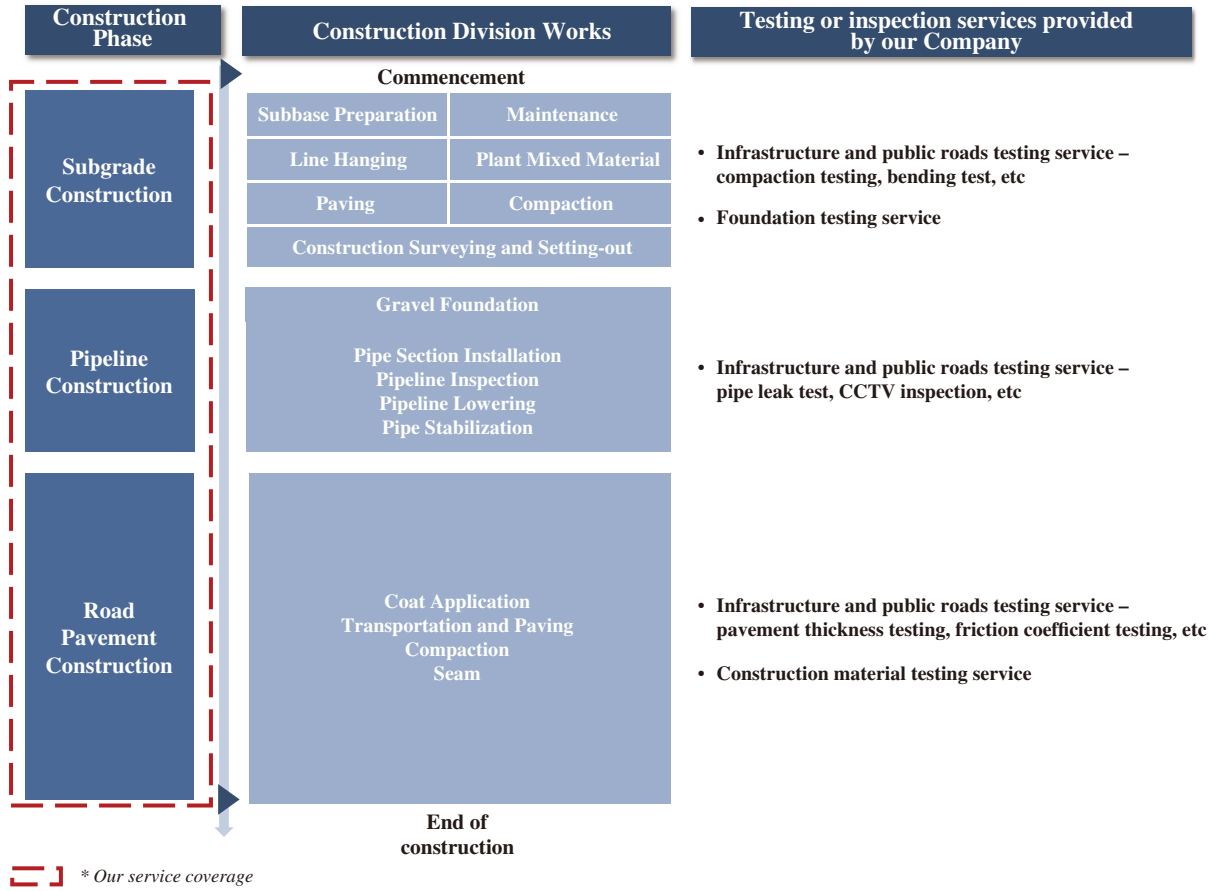 Construction
Phase
Construction Division Works
Testing or inspection services provided
by our Company
Commencement
Subgrade
Construction
Subbase Preparation
Maintenance
Line Hanging
Plant Mixed Material
Paving
Compaction
Construction Surveying and Setting-out
• Infrastructure and public roads testing service –
compaction testing, bending test, etc
• Foundation testing service
Pipeline
Construction
Gravel Foundation
Pipe Section Installation
Pipeline Inspection
Pipeline Lowering
Pipe Stabilization
• Infrastructure and public roads testing service –
pipe leak test, CCTV inspection, etc
Road
Pavement
Construction
Coat Application
Transportation and Paving
Compaction
Seam
• Infrastructure and public roads testing service –
pavement thickness testing, friction coefficient testing, etc
• Construction material testing service
End of
construction
* Our service coverage